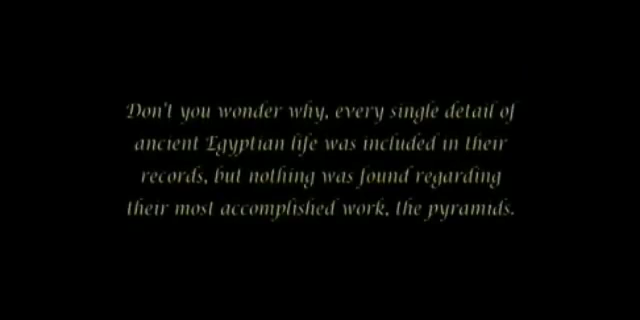 Don't you wonder why, every single detail of
ancient Egyptian life was included in their
records, but nothing was found regarding
their most accomplished work, the pyramids.